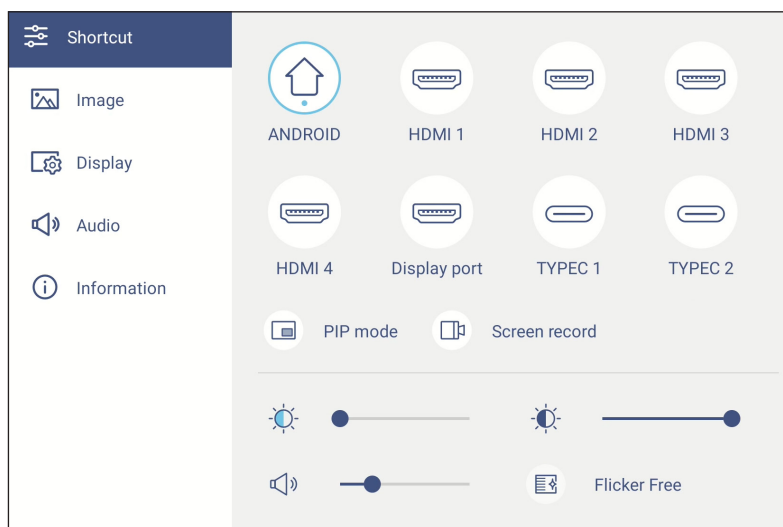 Shortcut
Image
Display
Audio
Information
ANDROID
HDMI 1
HDMI 2
HDMI 3
HDMI 4
Display port
TYPEC 1
TYPEC 2
PIP mode
Screen record
Flicker Free